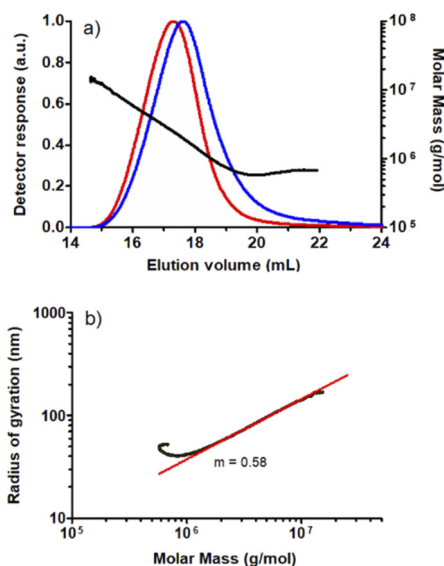 a)
Detector response (a.u.)
1.0
0.8
0.6
0.4
0.2
0.0
14 16 18 20 22 24
Elution volume (mL)
10⁸
10⁷
10⁶
10⁵
Molar Mass (g/mol)
b)
Radius of gyration (nm)
1000
100
10
m = 0.58
10⁵ 10⁶ 10⁷
Molar Mass (g/mol)